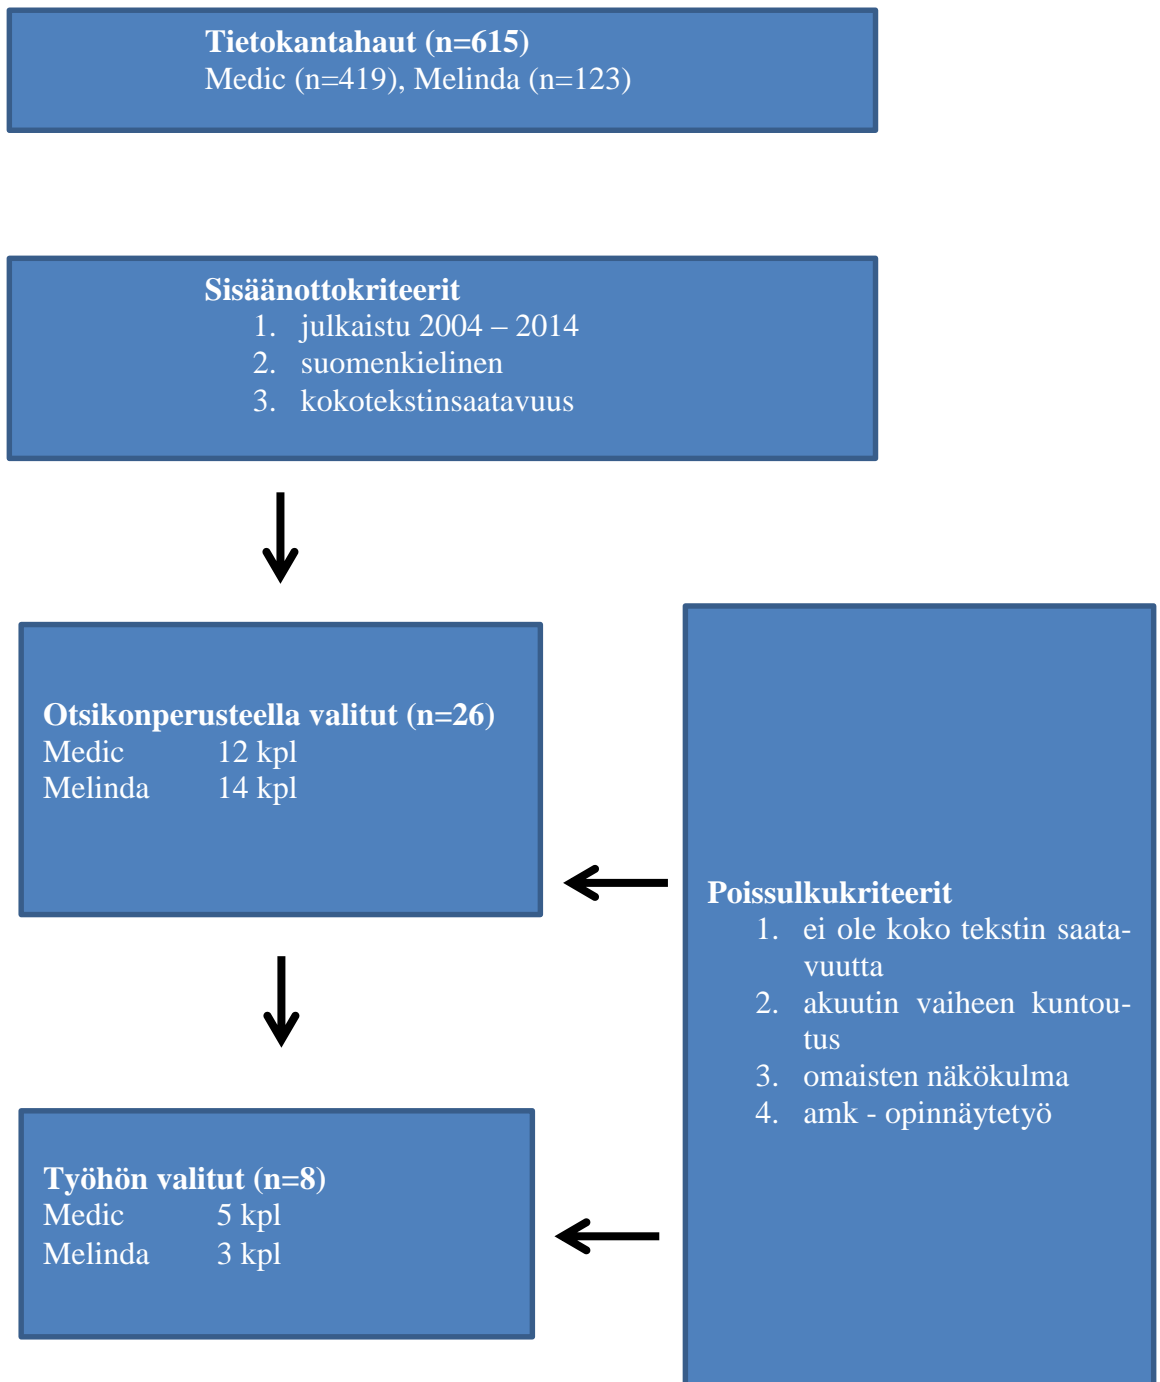 Tietokantahaut (n=615)
Medic (n=419), Melinda (n=123)
Sisäänottokriteerit
1. julkaistu 2004 – 2014
2. suomenkielinen
3. kokotekstinsaatavuus
Otsikonperusteella valitut (n=26)
Medic 12 kpl
Melinda 14 kpl
Poissulkukriteerit
1. ei ole koko tekstin saata-
vuutta
2. akuutin vaiheen kuntou-
tus
3. omaisten näkökulma
4. amk - opinnäytetyö
Työhön valitut (n=8)
Medic 5 kpl
Melinda 3 kpl